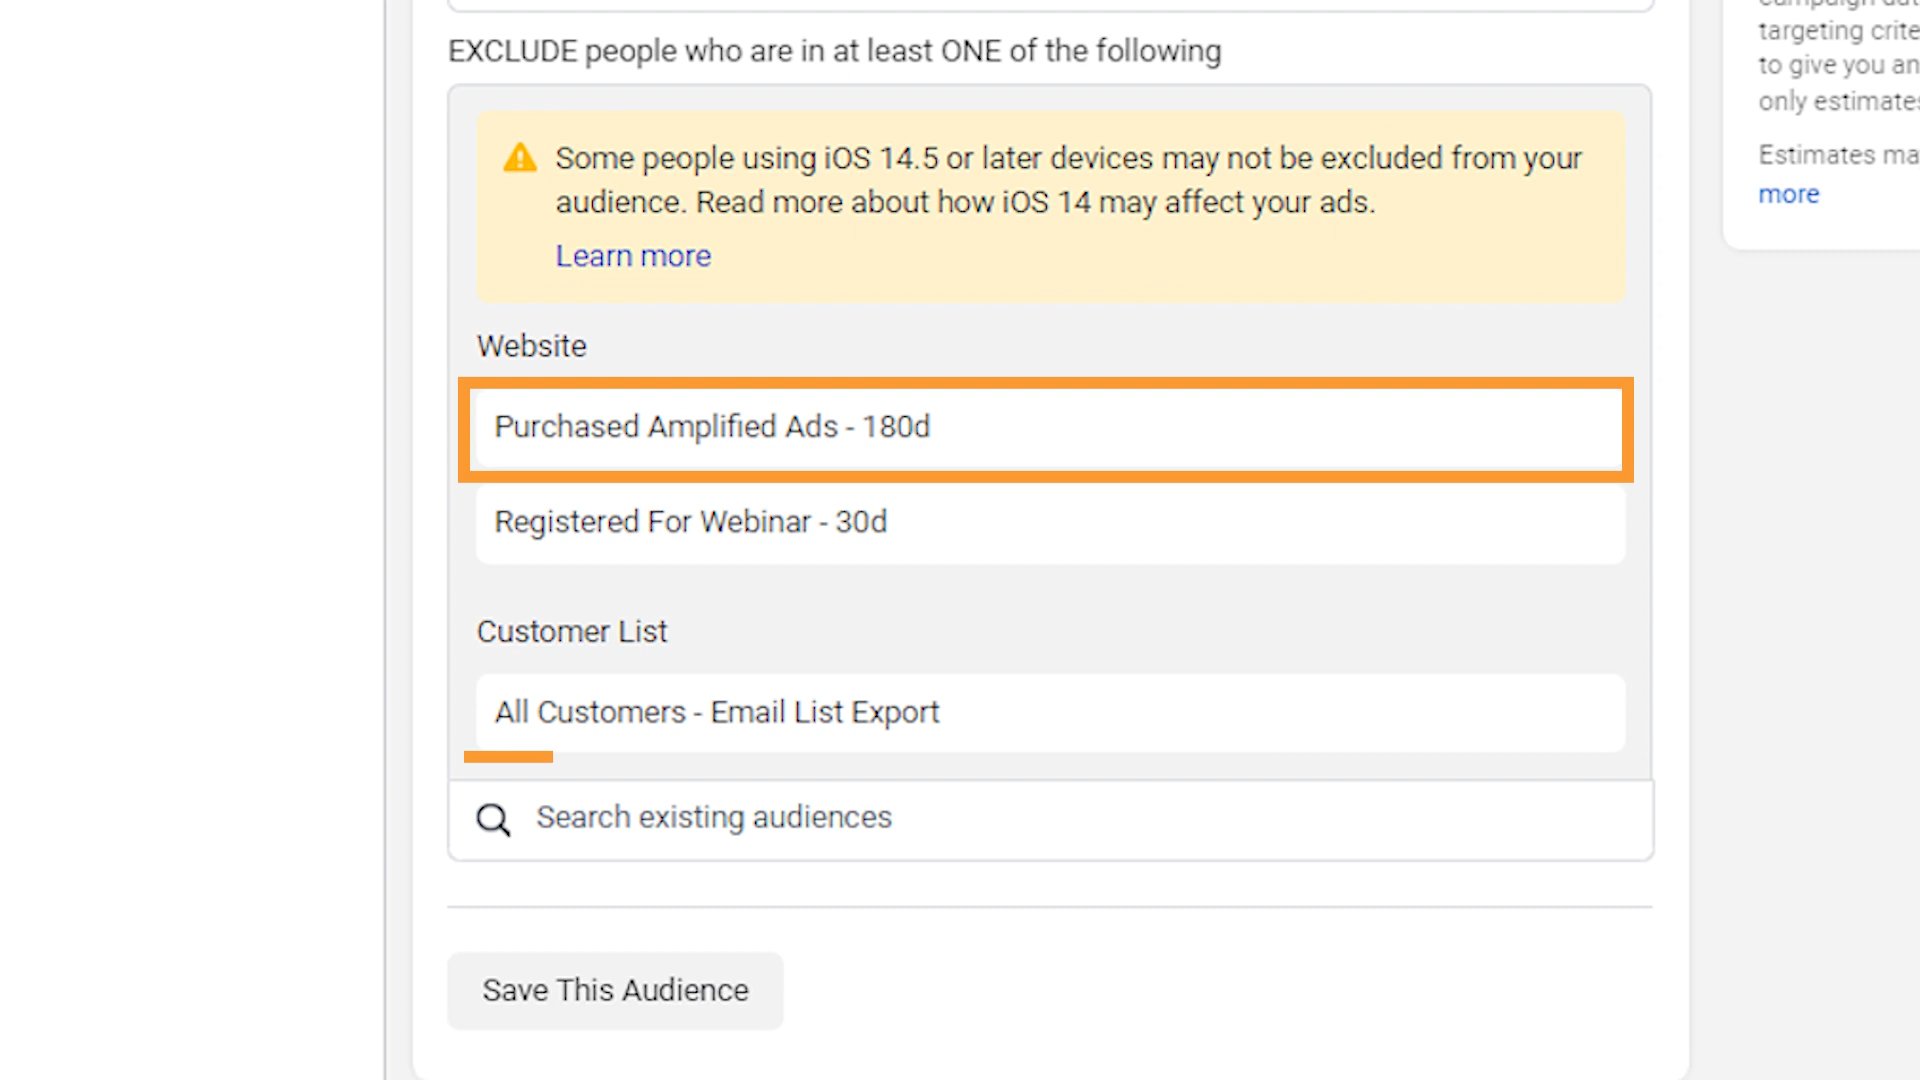 EXCLUDE people who are in at least ONE of the following
Some people using iOS 14.5 or later devices may not be excluded from your
audience. Read more about how iOS 14 may affect your ads.
Learn more
Website
Purchased Amplified Ads - 180d
Registered For Webinar - 30d
Customer List
All Customers - Email List Export
Search existing audiences
Save This Audience
targeting crite
to give you an
only estimates
Estimates ma
more